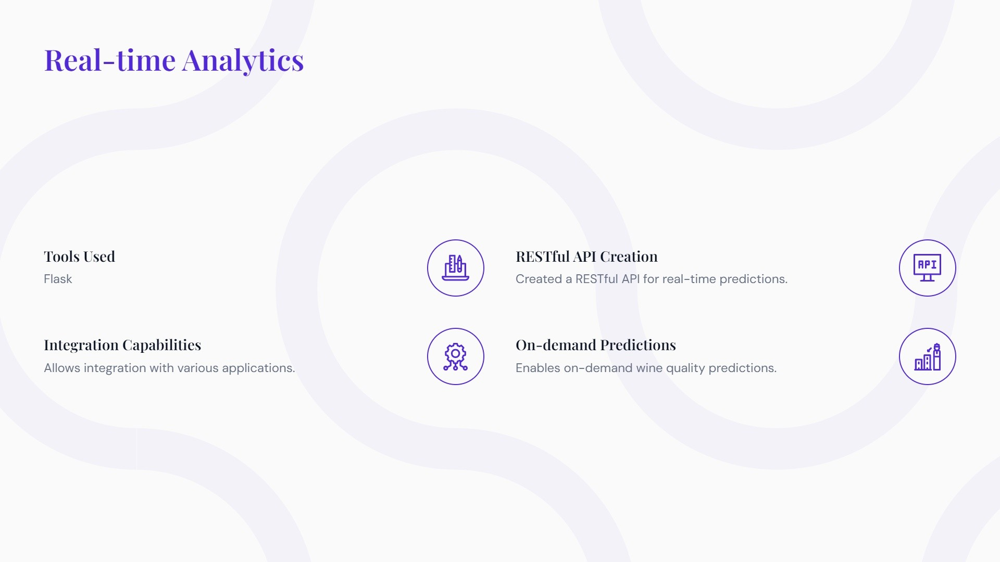 Real-time Analytics
Tools Used
Flask
RESTful API Creation
Created a RESTful API for real-time predictions.
API
Integration Capabilities
Allows integration with various applications.
On-demand Predictions
Enables on-demand wine quality predictions.